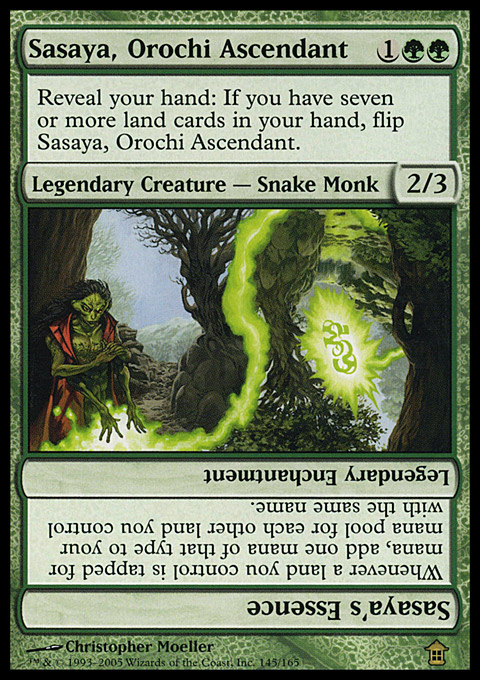 Sasaya, Orochi Ascendant 1
Reveal your hand: If you have seven
or more land cards in your hand, flip
Sasaya, Orochi Ascendant.
Legendary Creature — Snake Monk 2/3
Sasaya's Essence
Whenever a land you control is tapped for
mana, add one mana of that type to your
mana pool for each other land you control
with the same name.
Legendary Enchantment
Christopher Moeller
™ & © 1993–2005 Wizards of the Coast, Inc. 145/165